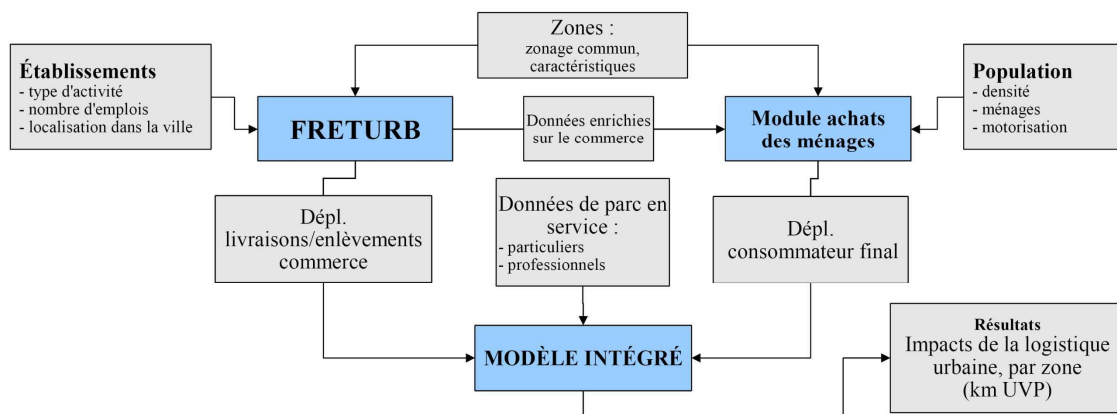 Zones :
zonage commun,
caractéristiques
Établissements
- type d'activité
- nombre d'emplois
- localisation dans la ville
Population
- densité
- ménages
- motorisation
FRETURB
Données enrichies
sur le commerce
Module achats
des ménages
Dépl.
livraisons/enlèvements
commerce
Données de parc en
service :
- particuliers
- professionnels
Dépl.
consommateur final
MODÈLE INTÉGRÉ
Résultats
Impacts de la logistique
urbaine, par zone
(km UVP)